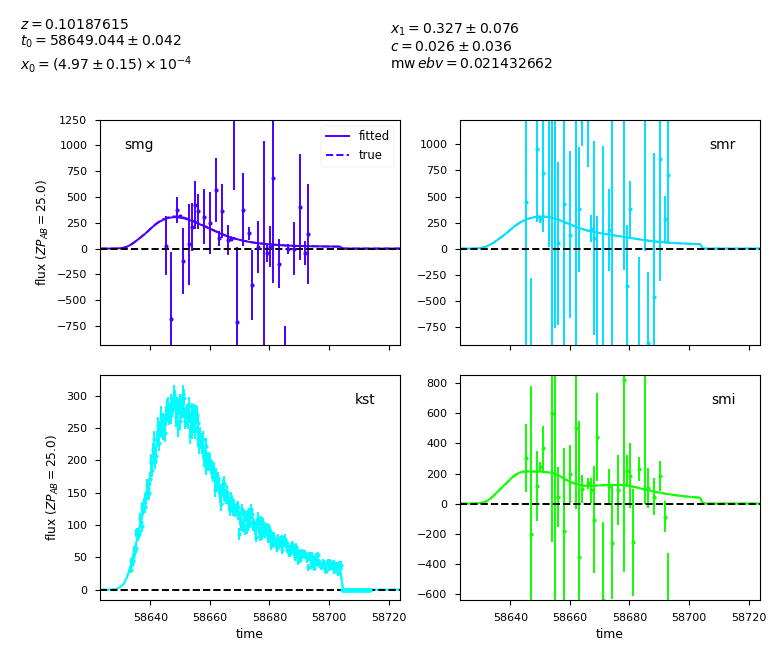 z = 0.10187615
t₀ = 58649.044 ± 0.042
x₀ = (4.97 ± 0.15) × 10⁻⁴
x₁ = 0.327 ± 0.076
c = 0.026 ± 0.036
mw ebv = 0.021432662
smg
fitted
true
1250
1000
750
500
250
0
−250
−500
−750
flux (ZP_AB = 25.0)
smr
1000
750
500
250
0
−250
−500
−750
kst
300
250
200
150
100
50
0
flux (ZP_AB = 25.0)
58640 58660 58680 58700 58720
time
smi
800
600
400
200
0
−200
−400
−600
58640 58660 58680 58700 58720
time